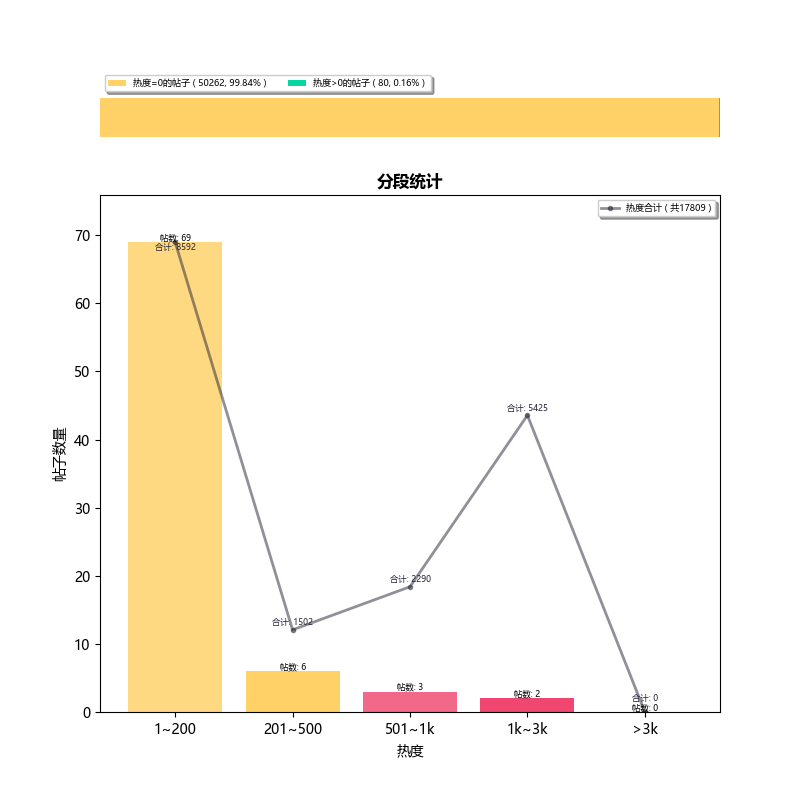 热度=0的帖子 ( 50262, 99.84% ) 热度>0的帖子 ( 80, 0.16% )
分段统计
热度合计 ( 共17809 )
帖子数量
70
60
50
40
30
20
10
0
帖数: 69
合计: 8592
合计: 1502
帖数: 6
合计: 2290
帖数: 3
合计: 5425
帖数: 2
合计: 0
帖数: 0
1~200 201~500 501~1k 1k~3k >3k
热度